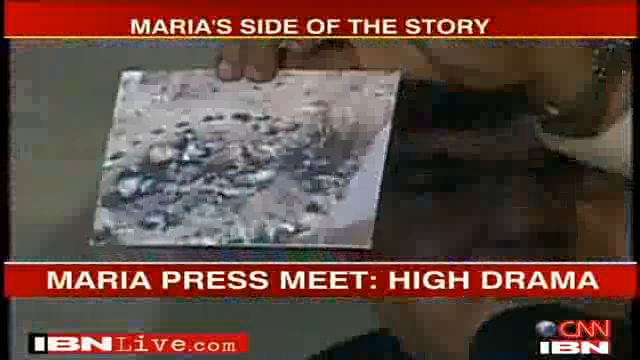 MARIA'S SIDE OF THE STORY
MARIA PRESS MEET: HIGH DRAMA
IBNLive.com
CNN
IBN